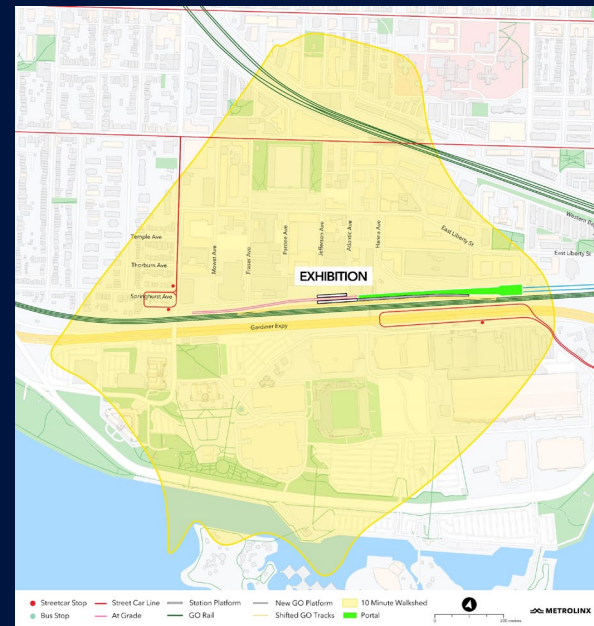 Temple Ave
Thorburn Ave
Springhurst Ave
Mowat Ave
Fraser Ave
Pardee Ave
Jefferson Ave
Atlantic Ave
Hanna Ave
East Liberty St
East Liberty St
EXHIBITION
Gardiner Expy
Streetcar Stop
Street Car Line
Station Platform
New GO Platform
10 Minute Walkshed
Bus Stop
At Grade
GO Rail
Shifted GO Tracks
Portal
METROLINX